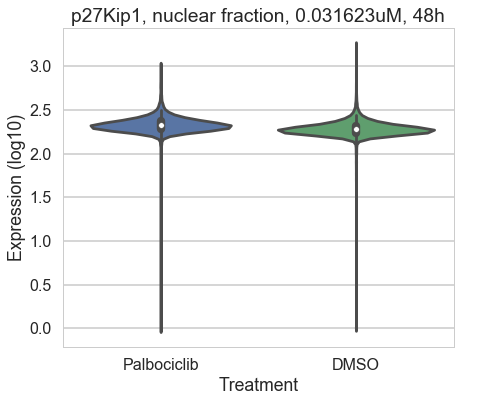 p27Kip1, nuclear fraction, 0.031623uM, 48h
Expression (log10)
3.0
2.5
2.0
1.5
1.0
0.5
0.0
Palbociclib DMSO
Treatment